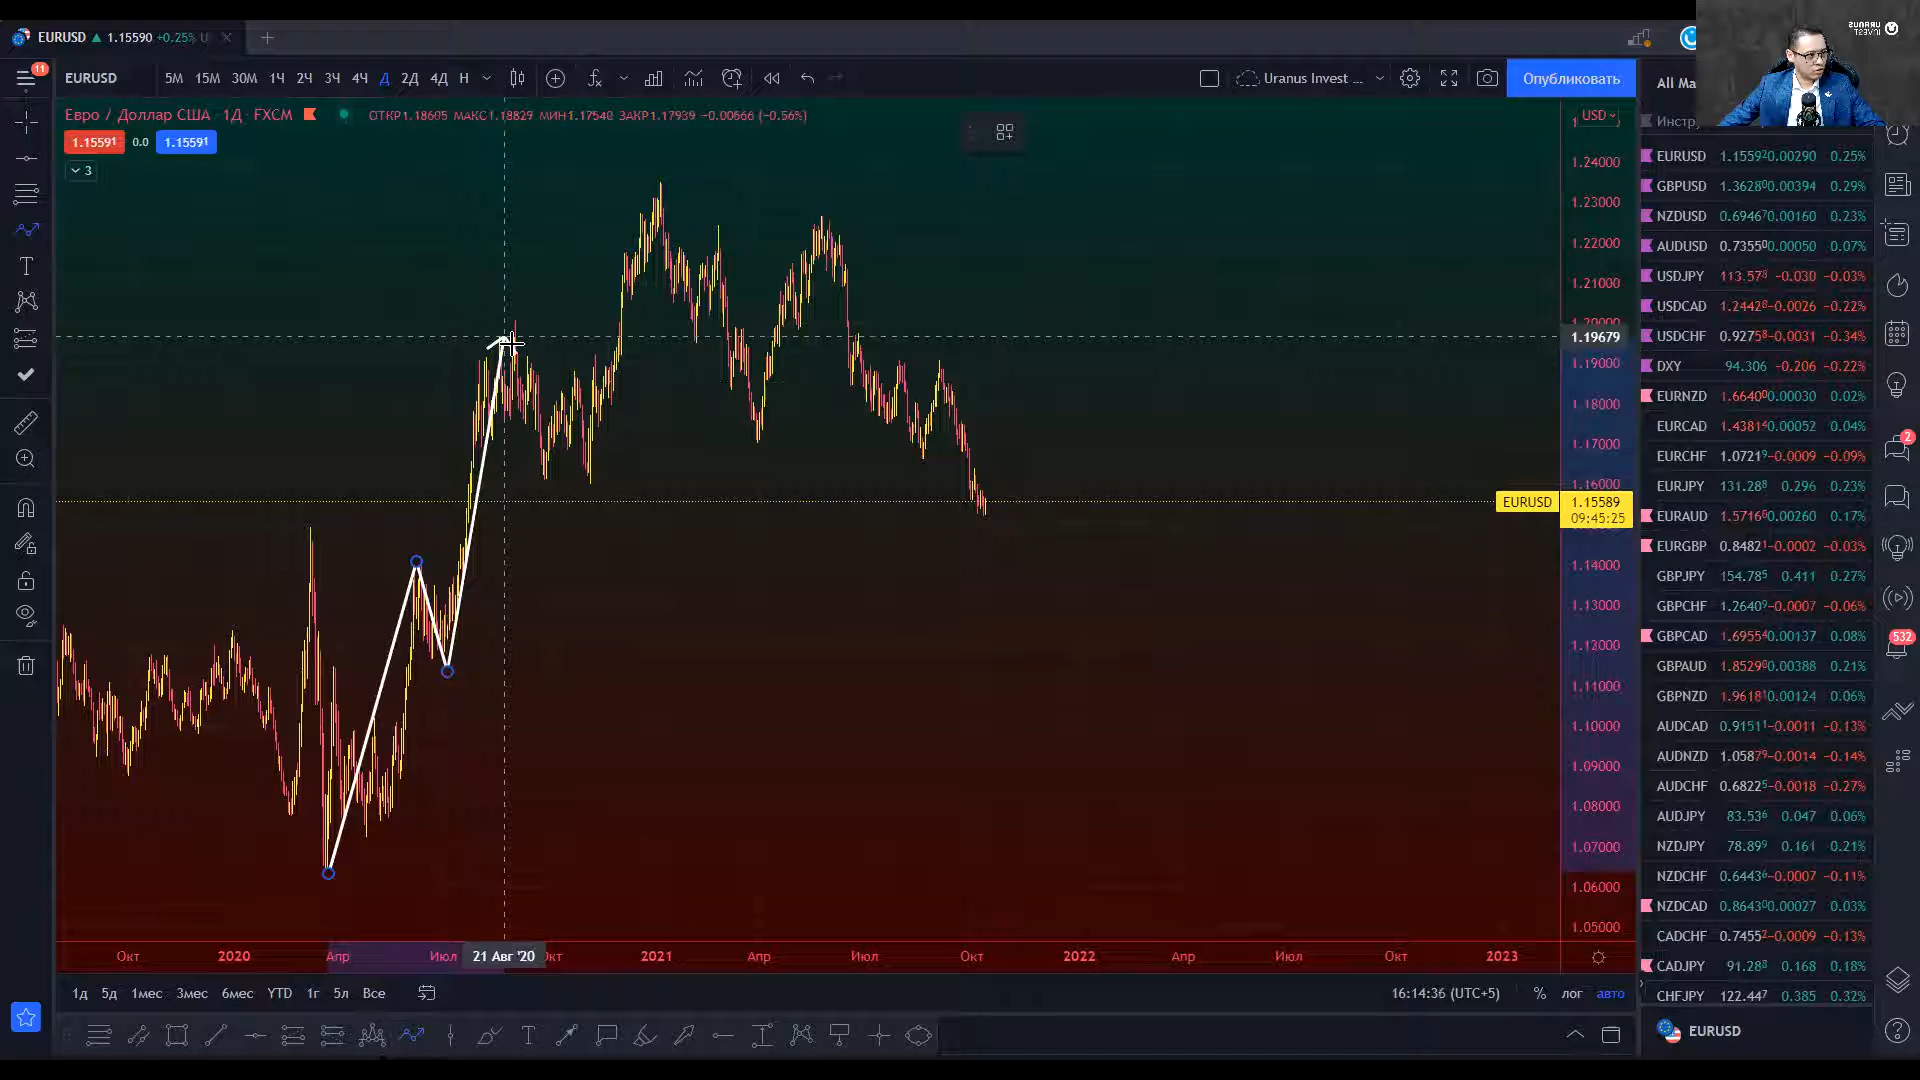 EURUSD ▲ 1.15590 +0.25% U
11
EURUSD 5М 15М 30М 1Ч 2Ч 3Ч 4Ч Д 2Д 4Д Н
Uranus Invest ...
Опубликовать
All Ma
URANUS
INVEST
Евро / Доллар США · 1Д · FXCM
ОТКР1.18605 МАКС1.18829 МИН1.17540 ЗАКР1.17939 −0.00566 (−0.56%)
1.15591 0.0 1.15591
3
USD
1.24000
1.23000
1.22000
1.21000
1.20000
1.19679
1.19000
1.18000
1.17000
1.16000
EURUSD 1.15589
09:45:25
1.14000
1.13000
1.12000
1.11000
1.10000
1.09000
1.08000
1.07000
1.06000
1.05000
Окт 2020 Апр Июл 21 Авг '20 Окт 2021 Апр Июл Окт 2022 Апр Июл Окт 2023
1д 5д 1мес 3мес 6мес YTD 1г 5л Все
16:14:36 (UTC+5) % лог авто
Инстр
EURUSD 1.15592 0.00290 0.25%
GBPUSD 1.36280 0.00394 0.29%
NZDUSD 0.69467 0.00160 0.23%
AUDUSD 0.73550 0.00050 0.07%
USDJPY 113.578 −0.030 −0.03%
USDCAD 1.24428 −0.0026 −0.22%
USDCHF 0.92758 −0.0031 −0.34%
DXY 94.306 −0.206 −0.22%
EURNZD 1.66400 0.00030 0.02%
EURCAD 1.43814 0.00052 0.04%
EURCHF 1.07219 −0.0009 −0.09%
EURJPY 131.288 0.296 0.23%
EURAUD 1.57166 0.00260 0.17%
EURGBP 0.84821 −0.0002 −0.03%
GBPJPY 154.785 0.411 0.27%
GBPCHF 1.26409 −0.0007 −0.06%
GBPCAD 1.69554 0.00137 0.08%
GBPAUD 1.85290 0.00388 0.21%
GBPNZD 1.96181 0.00124 0.06%
AUDCAD 0.91511 −0.0011 −0.13%
AUDNZD 1.05879 −0.0014 −0.14%
AUDCHF 0.68225 −0.0018 −0.27%
AUDJPY 83.536 0.047 0.06%
NZDJPY 78.899 0.161 0.21%
NZDCHF 0.64436 −0.0007 −0.11%
NZDCAD 0.86430 0.00027 0.03%
CADCHF 0.74552 −0.0009 −0.13%
CADJPY 91.288 0.168 0.18%
CHFJPY 122.447 0.385 0.32%
EURUSD
2
532